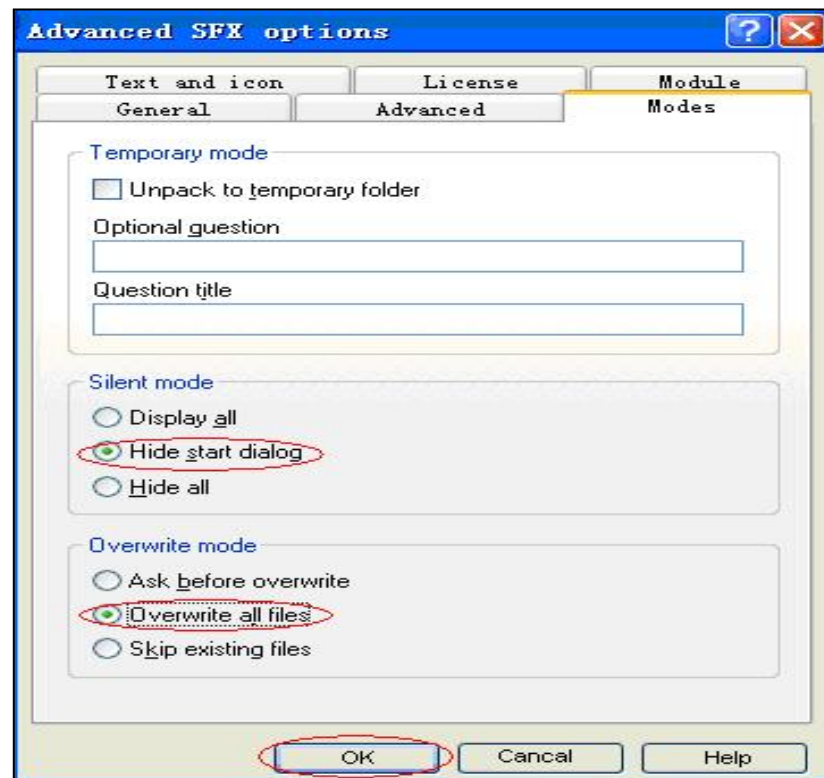 Advanced SFX options
Text and icon License Module
General Advanced Modes
Temporary mode
Unpack to temporary folder
Optional question
Question title
Silent mode
Display all
Hide start dialog
Hide all
Overwrite mode
Ask before overwrite
Overwrite all files
Skip existing files
OK Cancal Help